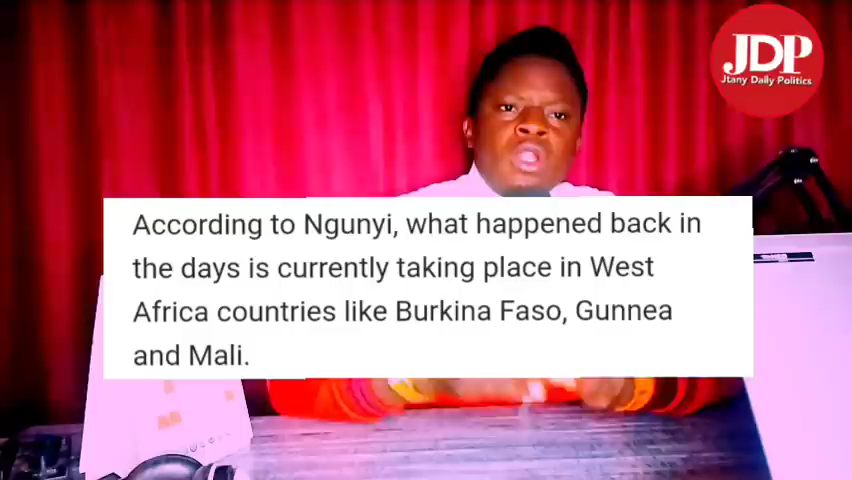 JDP
Jtany Daily Politics
According to Ngunyi, what happened back in
the days is currently taking place in West
Africa countries like Burkina Faso, Gunnea
and Mali.